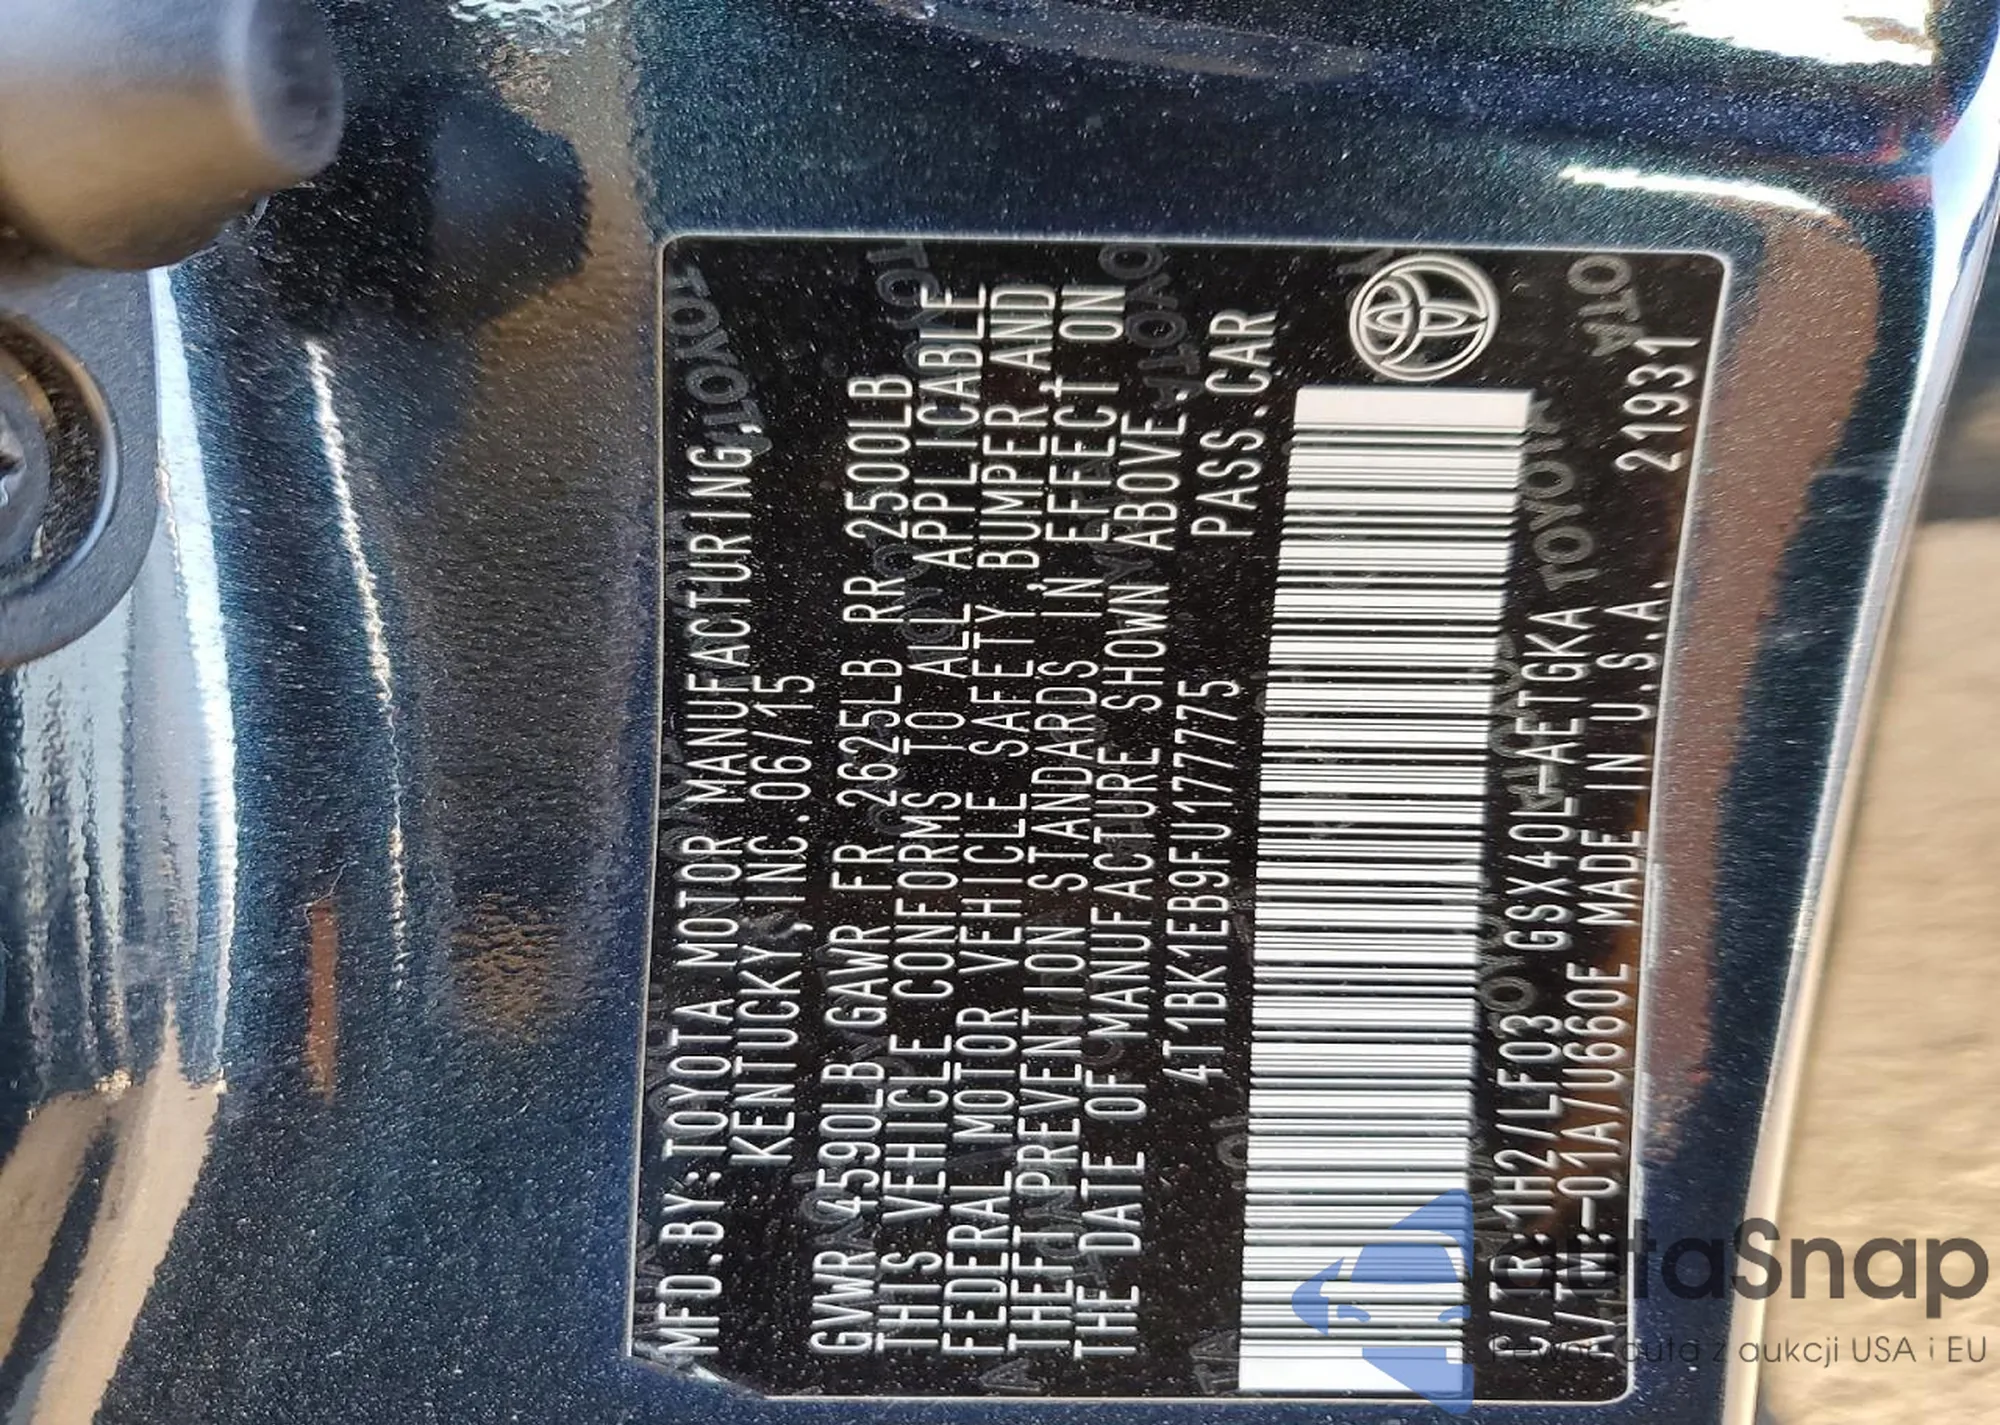 MFD.BY:TOYOTA MOTOR MANUFACTURING,
KENTUCKY, INC.06/15
GVWR 4590LB GAWR FR 2625LB RR 2500LB
THIS VEHICLE CONFORMS TO ALL APPLICABLE
FEDERAL MOTOR VEHICLE SAFETY, BUMPER AND
THEFT PREVENTION STANDARDS IN EFFECT ON
THE DATE OF MANUFACTURE SHOWN ABOVE.
4T1BK1EB9FU177775 PASS.CAR
C/TR:1H2/LF03 GSX40L-AETGKA
A/TM:-01A/U660E MADE IN U.S.A. 21931
autaSnap
Pewne auta z aukcji USA i EU